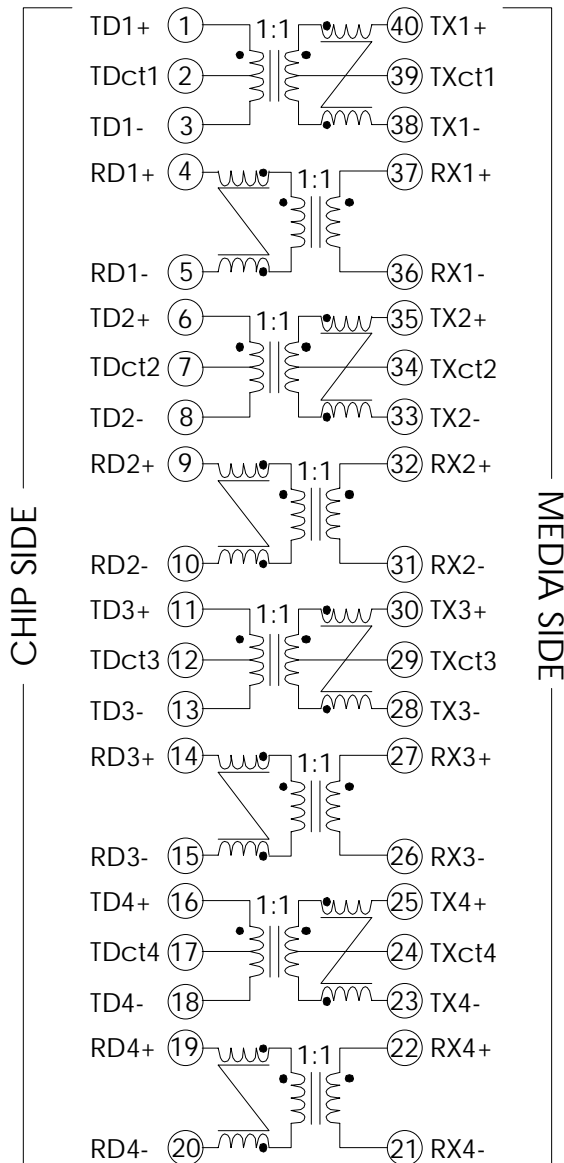 TD1+ 1 1:1 40 TX1+
TDct1 2 39 TXct1
TD1- 3 38 TX1-
RD1+ 4 1:1 37 RX1+
RD1- 5 36 RX1-
TD2+ 6 1:1 35 TX2+
TDct2 7 34 TXct2
TD2- 8 33 TX2-
RD2+ 9 1:1 32 RX2+
RD2- 10 31 RX2-
TD3+ 11 1:1 30 TX3+
TDct3 12 29 TXct3
TD3- 13 28 TX3-
RD3+ 14 1:1 27 RX3+
RD3- 15 26 RX3-
TD4+ 16 1:1 25 TX4+
TDct4 17 24 TXct4
TD4- 18 23 TX4-
RD4+ 19 1:1 22 RX4+
RD4- 20 21 RX4-
CHIP SIDE
MEDIA SIDE